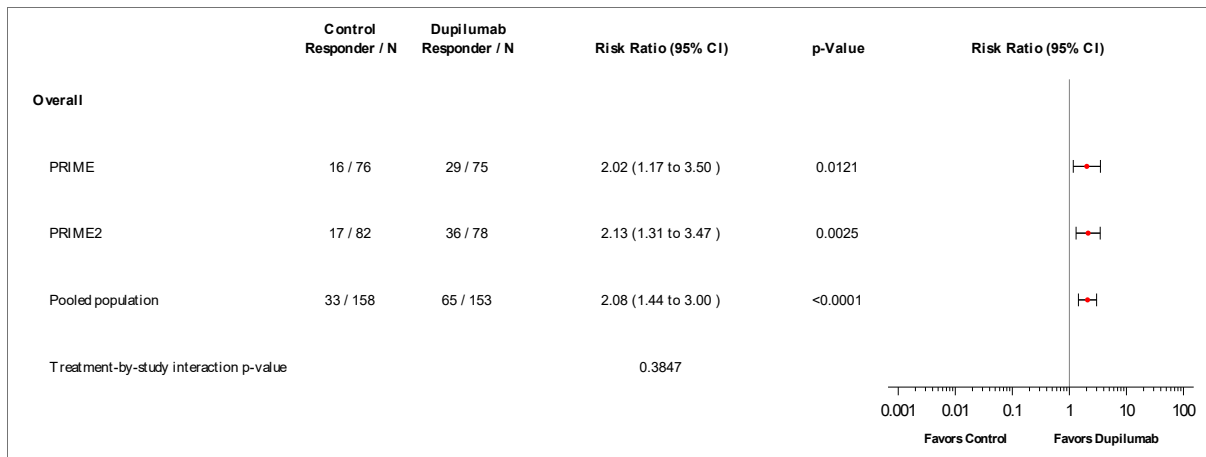 Control Dupilumab
Responder / N Responder / N Risk Ratio (95% CI) p-Value Risk Ratio (95% CI)
Overall
PRIME 16 / 76 29 / 75 2.02 (1.17 to 3.50 ) 0.0121
PRIME2 17 / 82 36 / 78 2.13 (1.31 to 3.47 ) 0.0025
Pooled population 33 / 158 65 / 153 2.08 (1.44 to 3.00 ) <0.0001
Treatment-by-study interaction p-value 0.3847
0.001 0.01 0.1 1 10 100
Favors Control Favors Dupilumab